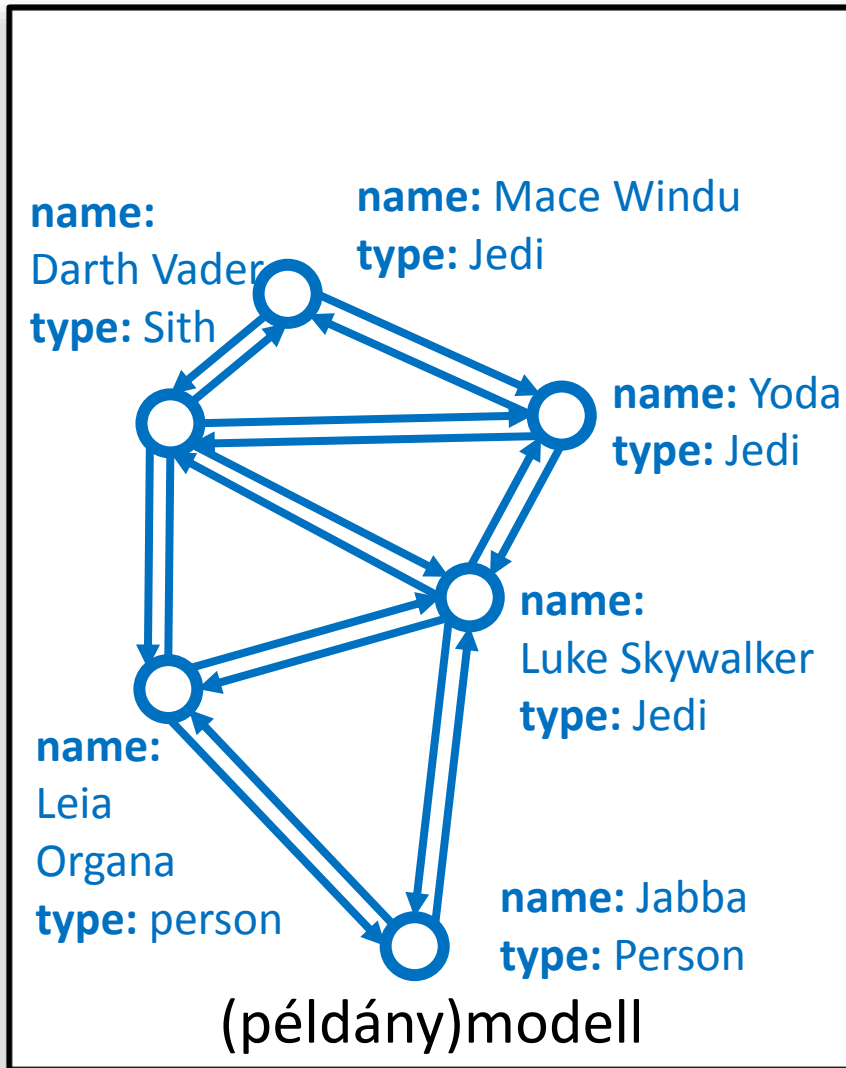 name: Mace Windu
type: Jedi
name:
Darth Vader
type: Sith
name: Yoda
type: Jedi
name:
Luke Skywalker
type: Jedi
name:
Leia
Organa
type: person
name: Jabba
type: Person
(példány)modell